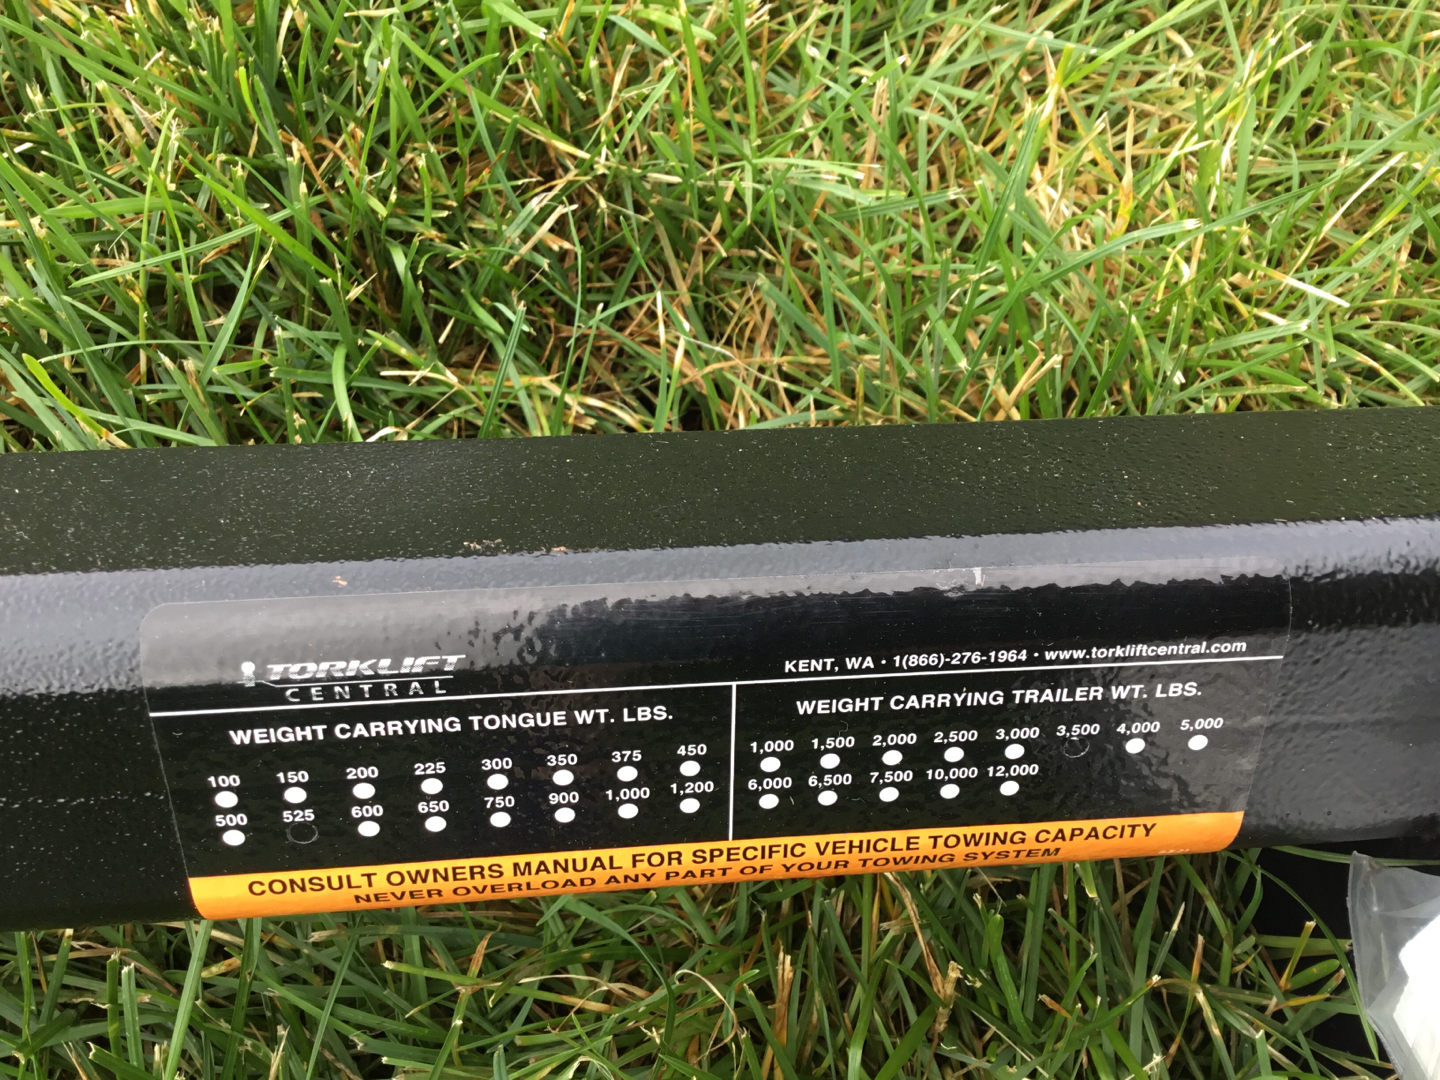 TORKLIFT
CENTRAL
KENT, WA • 1(866)-276-1964 • www.torkliftcentral.com
WEIGHT CARRYING TONGUE WT. LBS.
100 150 200 225 300 350 375 450
500 525 600 650 750 900 1,000 1,200
WEIGHT CARRYING TRAILER WT. LBS.
1,000 1,500 2,000 2,500 3,000 3,500 4,000 5,000
6,000 6,500 7,500 10,000 12,000
CONSULT OWNERS MANUAL FOR SPECIFIC VEHICLE TOWING CAPACITY
NEVER OVERLOAD ANY PART OF YOUR TOWING SYSTEM